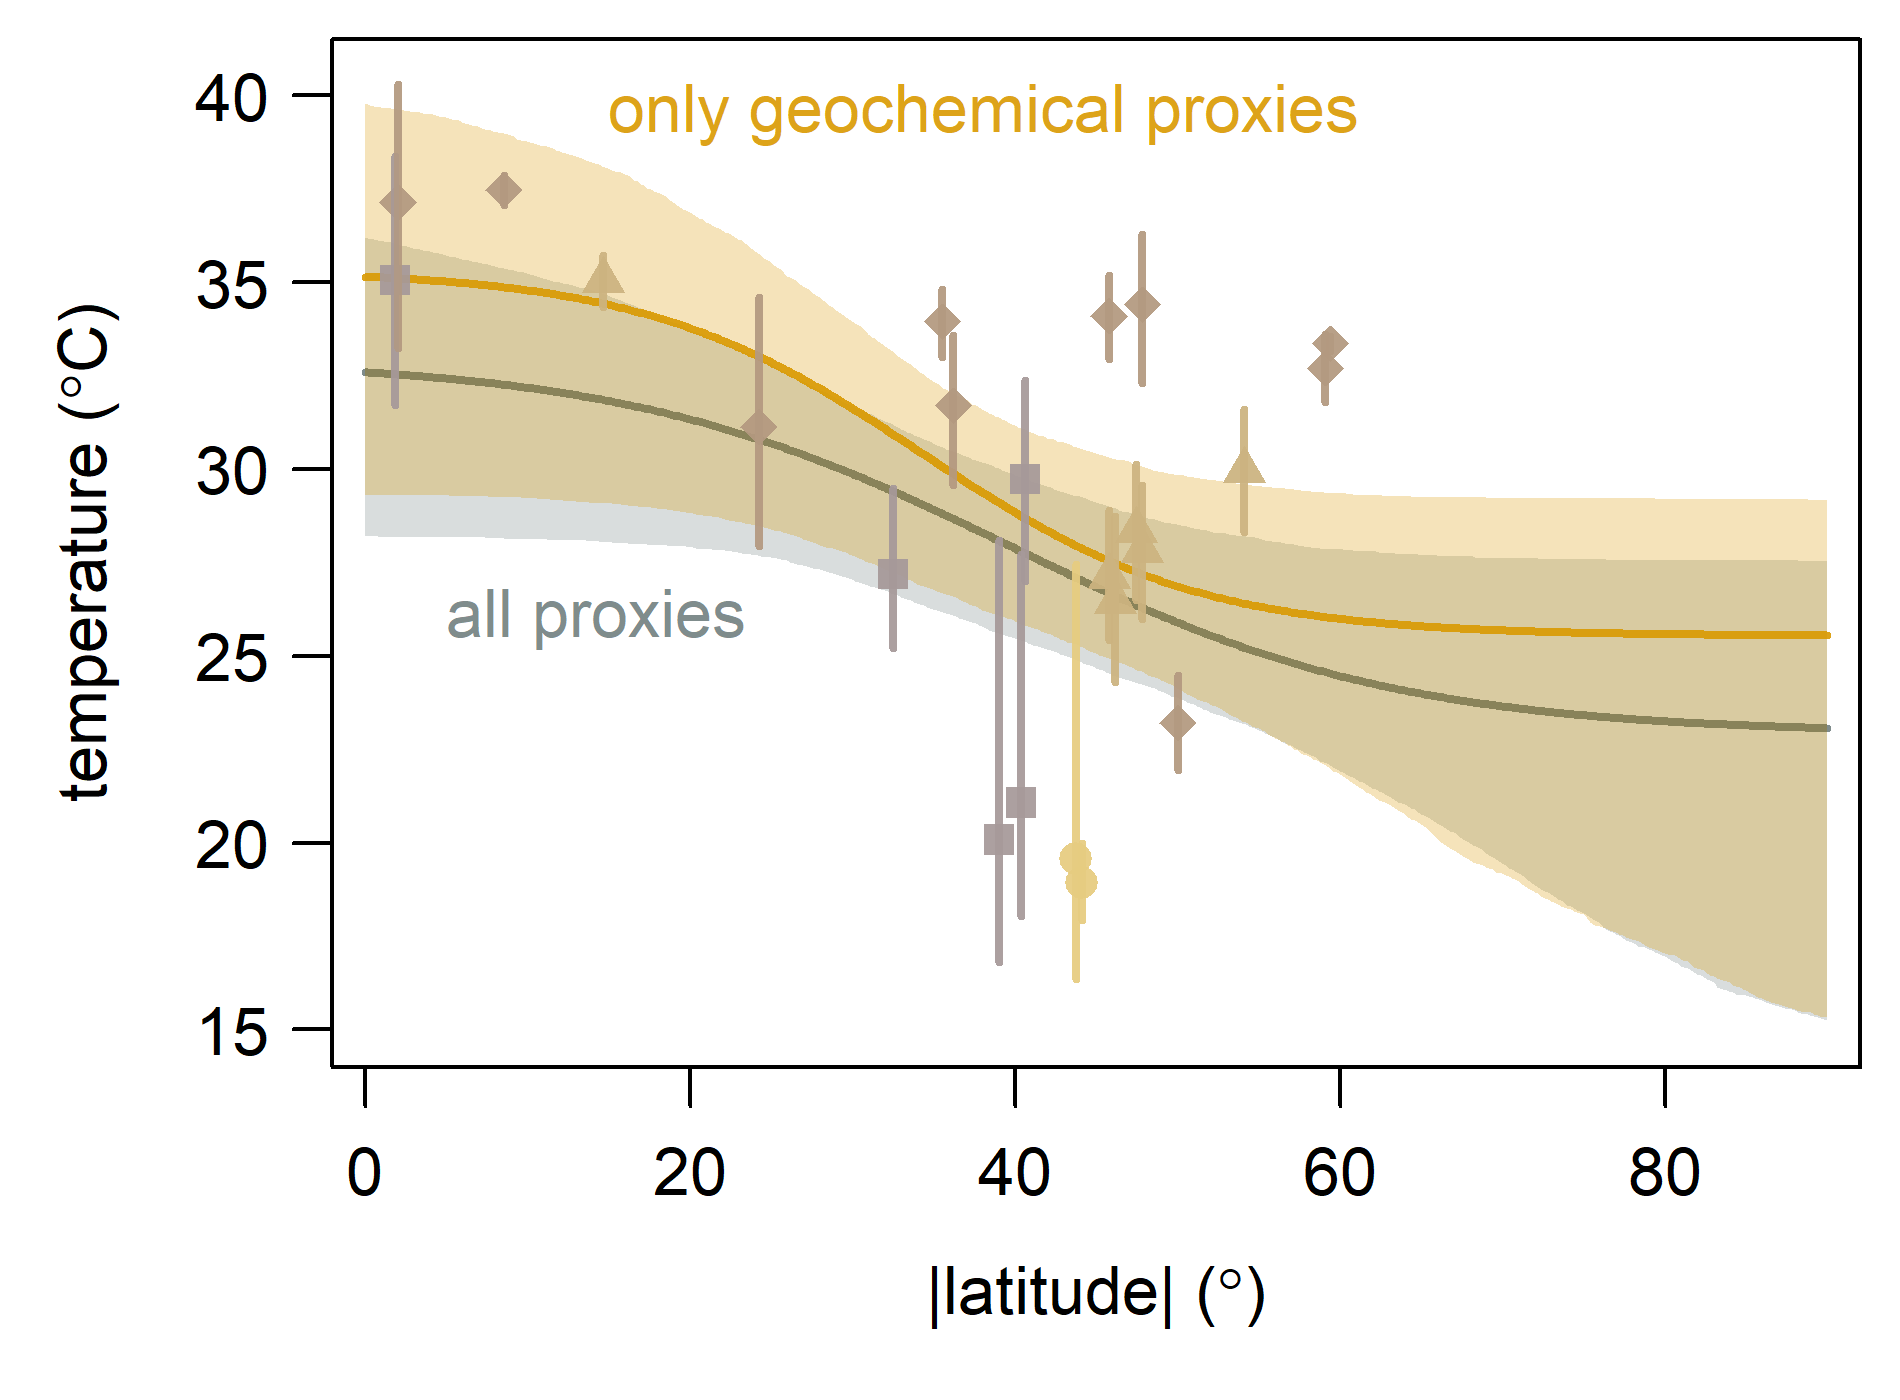 only geochemical proxies
all proxies
temperature (°C)
40
35
30
25
20
15
0 20 40 60 80
|latitude| (°)